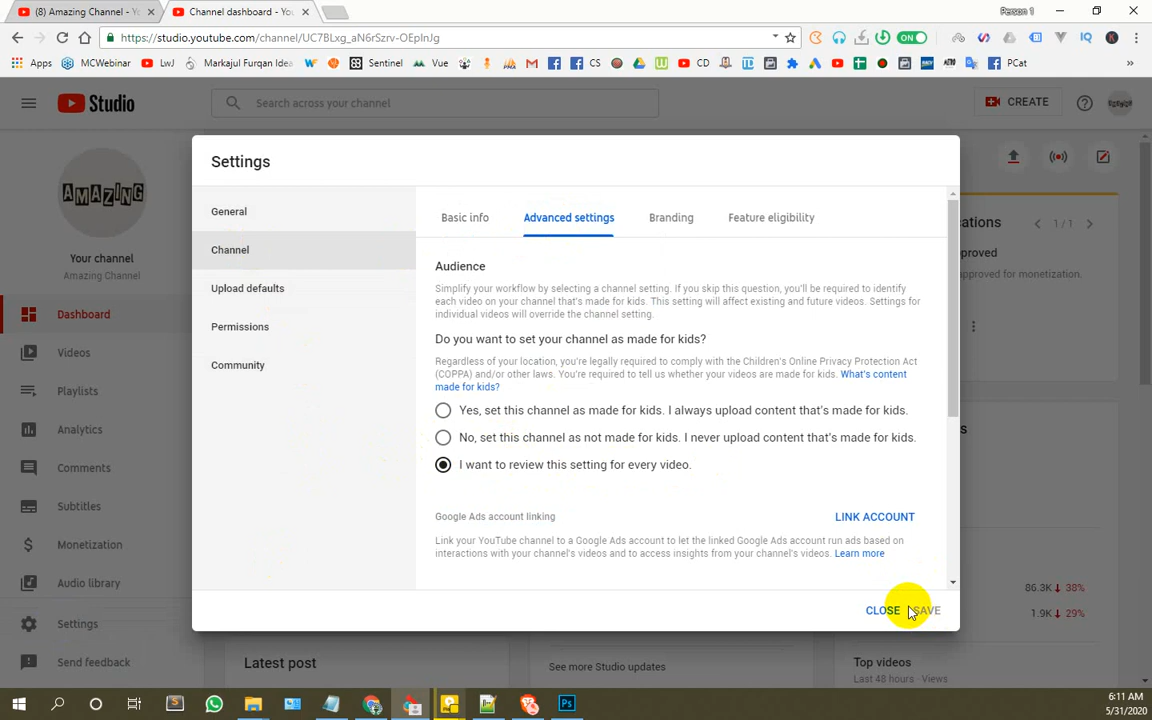 (8) Amazing Channel - Yo
Channel dashboard - You
Person 1
https://studio.youtube.com/channel/UC7BLxg_aN6rSzrv-OEpInJg
ON
IQ
K
Apps
MCWebinar
LwJ
Markajul Furqan Idea
Sentinel
Vue
CS
CD
PCat
Studio
Search across your channel
CREATE
AMAZING
Your channel
Amazing Channel
Dashboard
Videos
Playlists
Analytics
Comments
Subtitles
Monetization
Audio library
Settings
Send feedback
Settings
General
Channel
Upload defaults
Permissions
Community
Basic info
Advanced settings
Branding
Feature eligibility
Audience
Simplify your workflow by selecting a channel setting. If you skip this question, you'll be required to identify
each video on your channel that's made for kids. This setting will affect existing and future videos. Settings for
individual videos will override the channel setting.
Do you want to set your channel as made for kids?
Regardless of your location, you're legally required to comply with the Children's Online Privacy Protection Act
(COPPA) and/or other laws. You're required to tell us whether your videos are made for kids. What's content
made for kids?
Yes, set this channel as made for kids. I always upload content that's made for kids.
No, set this channel as not made for kids. I never upload content that's made for kids.
I want to review this setting for every video.
Google Ads account linking
LINK ACCOUNT
Link your YouTube channel to a Google Ads account to let the linked Google Ads account run ads based on
interactions with your channel's videos and to access insights from your channel's videos. Learn more
CLOSE
SAVE
ations
1 / 1
proved
approved for monetization.
s
86.3K 38%
1.9K 29%
Latest post
See more Studio updates
Top videos
Last 48 hours · Views
Ps
6:11 AM
5/31/2020